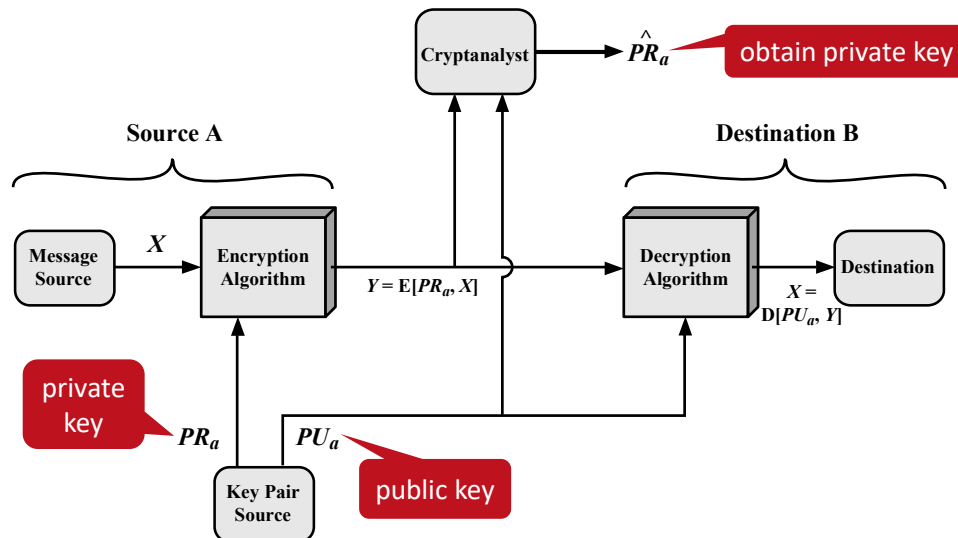 Cryptanalyst
^
PR_a
obtain private key
Source A
Destination B
Message
Source
X
Encryption
Algorithm
Y = E[PR_a, X]
Decryption
Algorithm
X =
D[PU_a, Y]
Destination
private
key
PR_a
PU_a
public key
Key Pair
Source